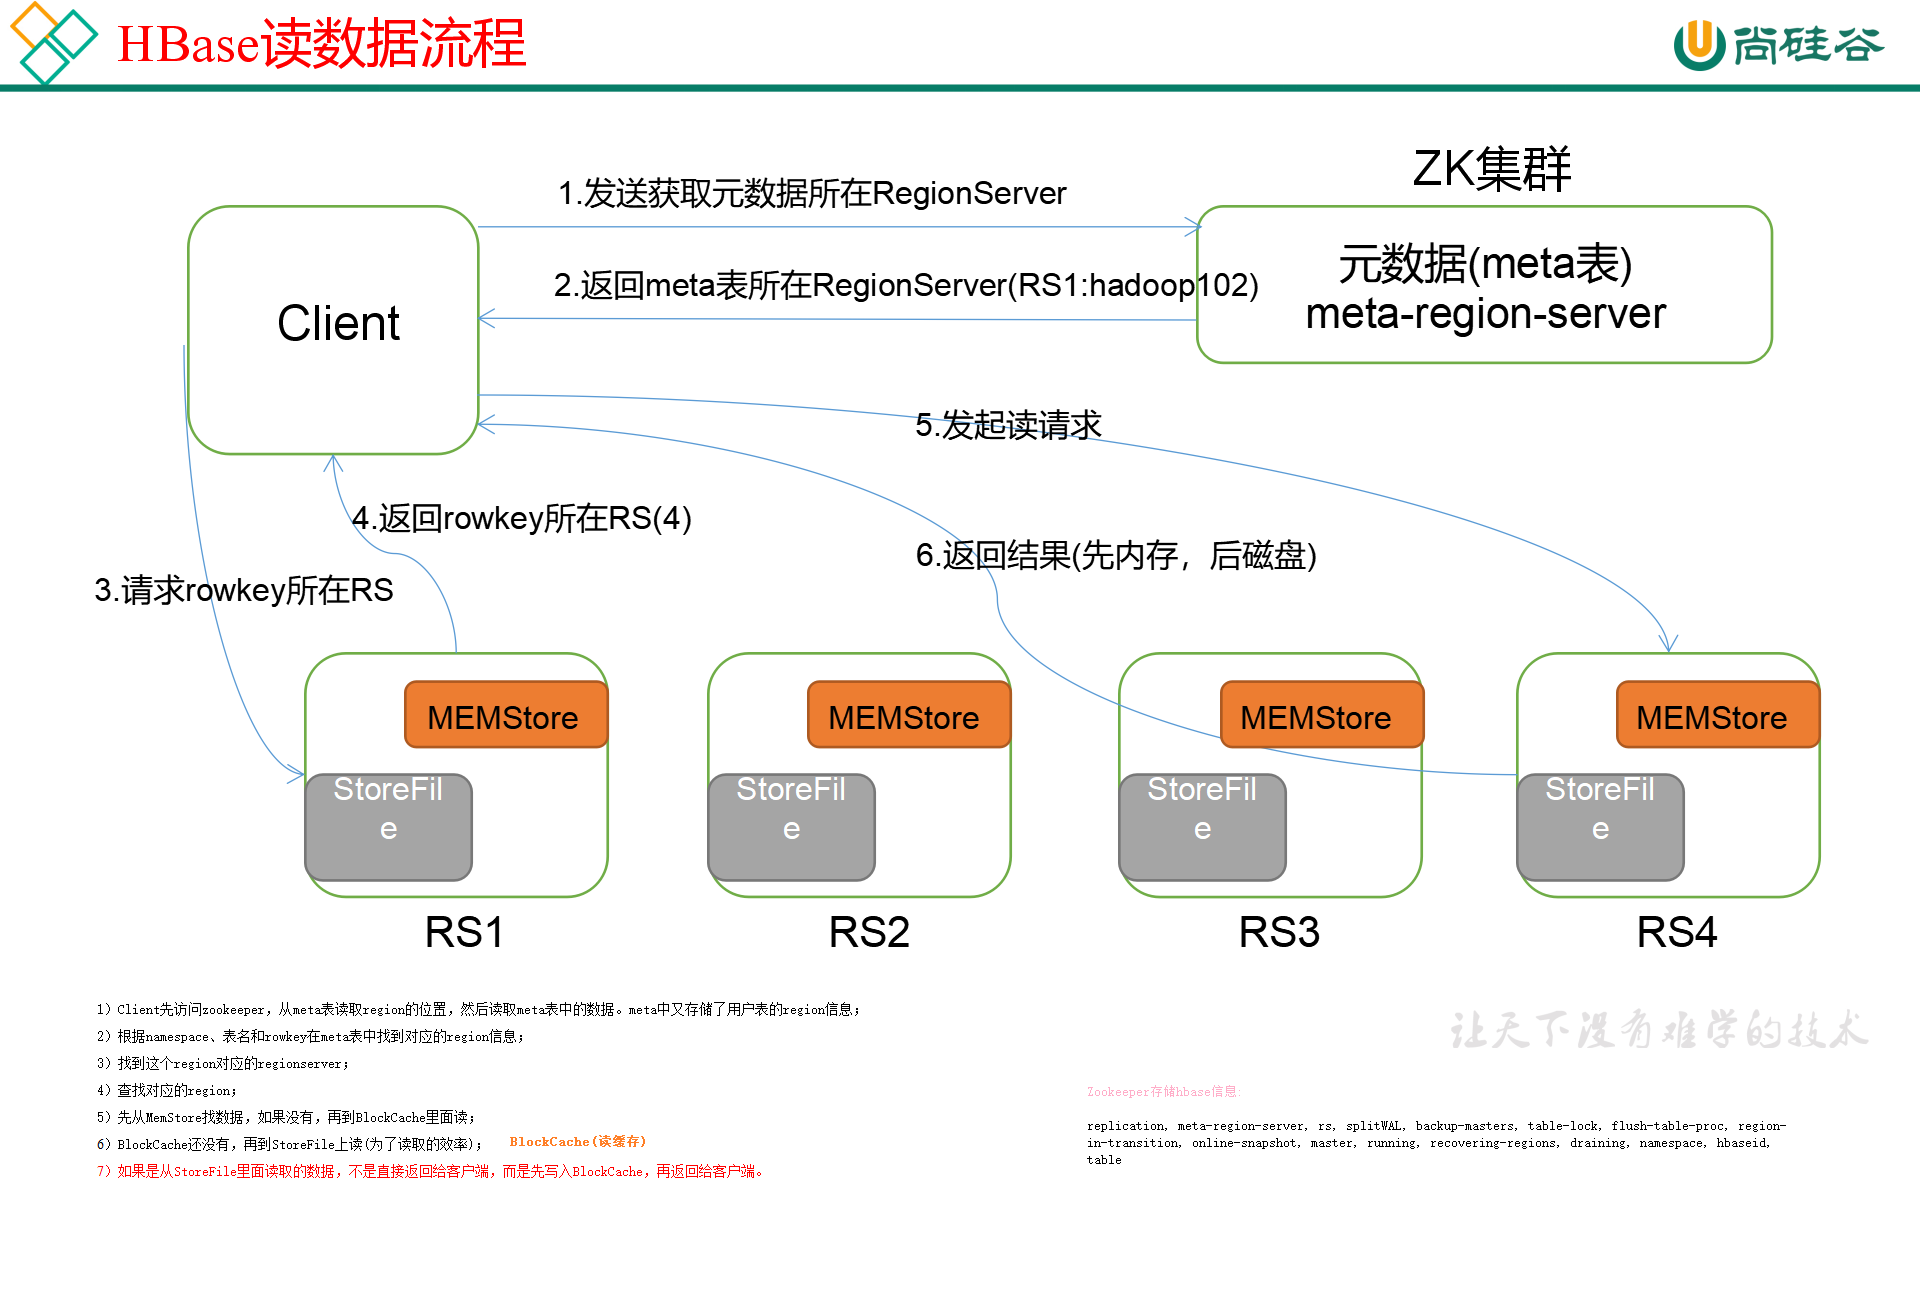 HBase读数据流程
尚硅谷
ZK集群
1.发送获取元数据所在RegionServer
元数据(meta表)
meta-region-server
2.返回meta表所在RegionServer(RS1:hadoop102)
Client
5.发起读请求
4.返回rowkey所在RS(4)
6.返回结果(先内存，后磁盘)
3.请求rowkey所在RS
MEMStore
StoreFil
e
RS1
MEMStore
StoreFil
e
RS2
MEMStore
StoreFil
e
RS3
MEMStore
StoreFil
e
RS4
1）Client先访问zookeeper，从meta表读取region的位置，然后读取meta表中的数据。meta中又存储了用户表的region信息；
2）根据namespace、表名和rowkey在meta表中找到对应的region信息；
3）找到这个region对应的regionserver；
4）查找对应的region；
5）先从MemStore找数据，如果没有，再到BlockCache里面读；
6）BlockCache还没有，再到StoreFile上读(为了读取的效率)；
BlockCache(读缓存)
7）如果是从StoreFile里面读取的数据，不是直接返回给客户端，而是先写入BlockCache，再返回给客户端。
让天下没有难学的技术
Zookeeper存储hbase信息:
replication, meta-region-server, rs, splitWAL, backup-masters, table-lock, flush-table-proc, region-
in-transition, online-snapshot, master, running, recovering-regions, draining, namespace, hbaseid,
table